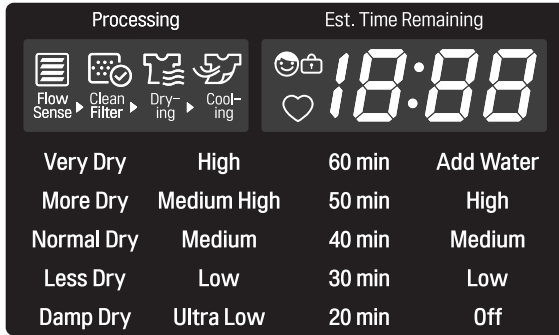 Processing
Est. Time Remaining
Flow Sense
Clean Filter
Dry-ing
Cool-ing
18:88
Very Dry High 60 min Add Water
More Dry Medium High 50 min High
Normal Dry Medium 40 min Medium
Less Dry Low 30 min Low
Damp Dry Ultra Low 20 min Off